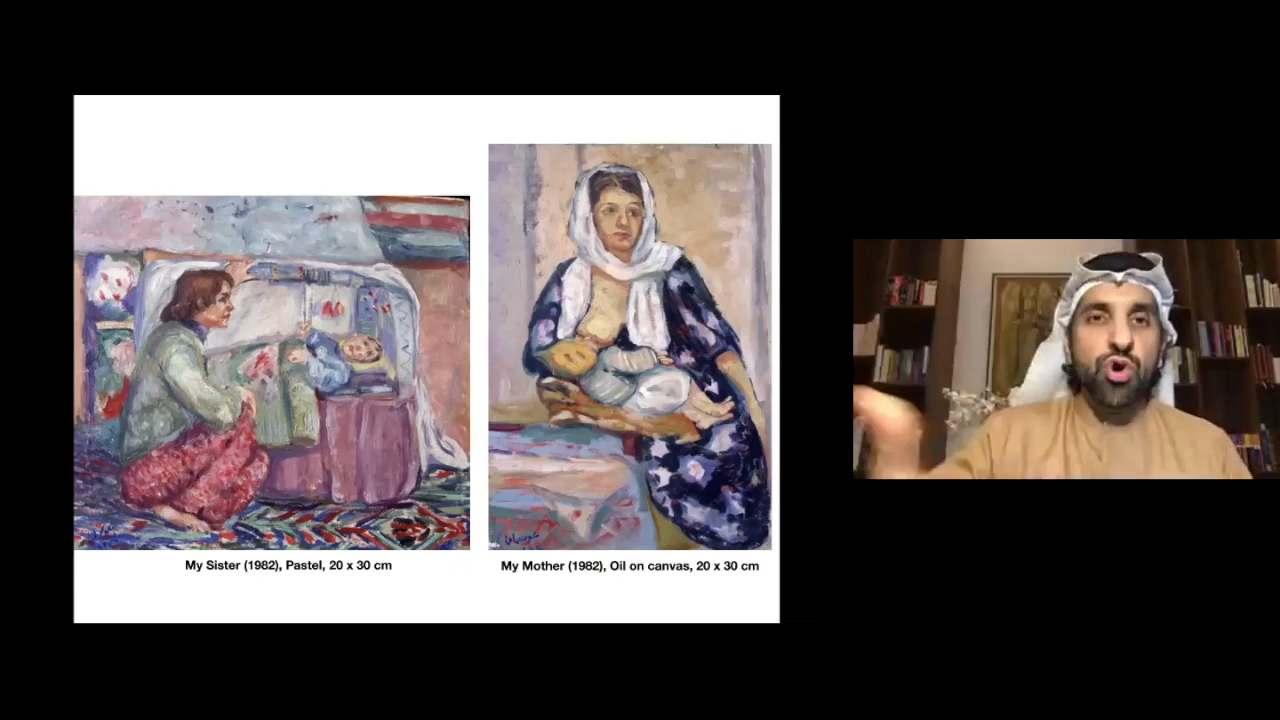 My Sister (1982), Pastel, 20 x 30 cm
My Mother (1982), Oil on canvas, 20 x 30 cm